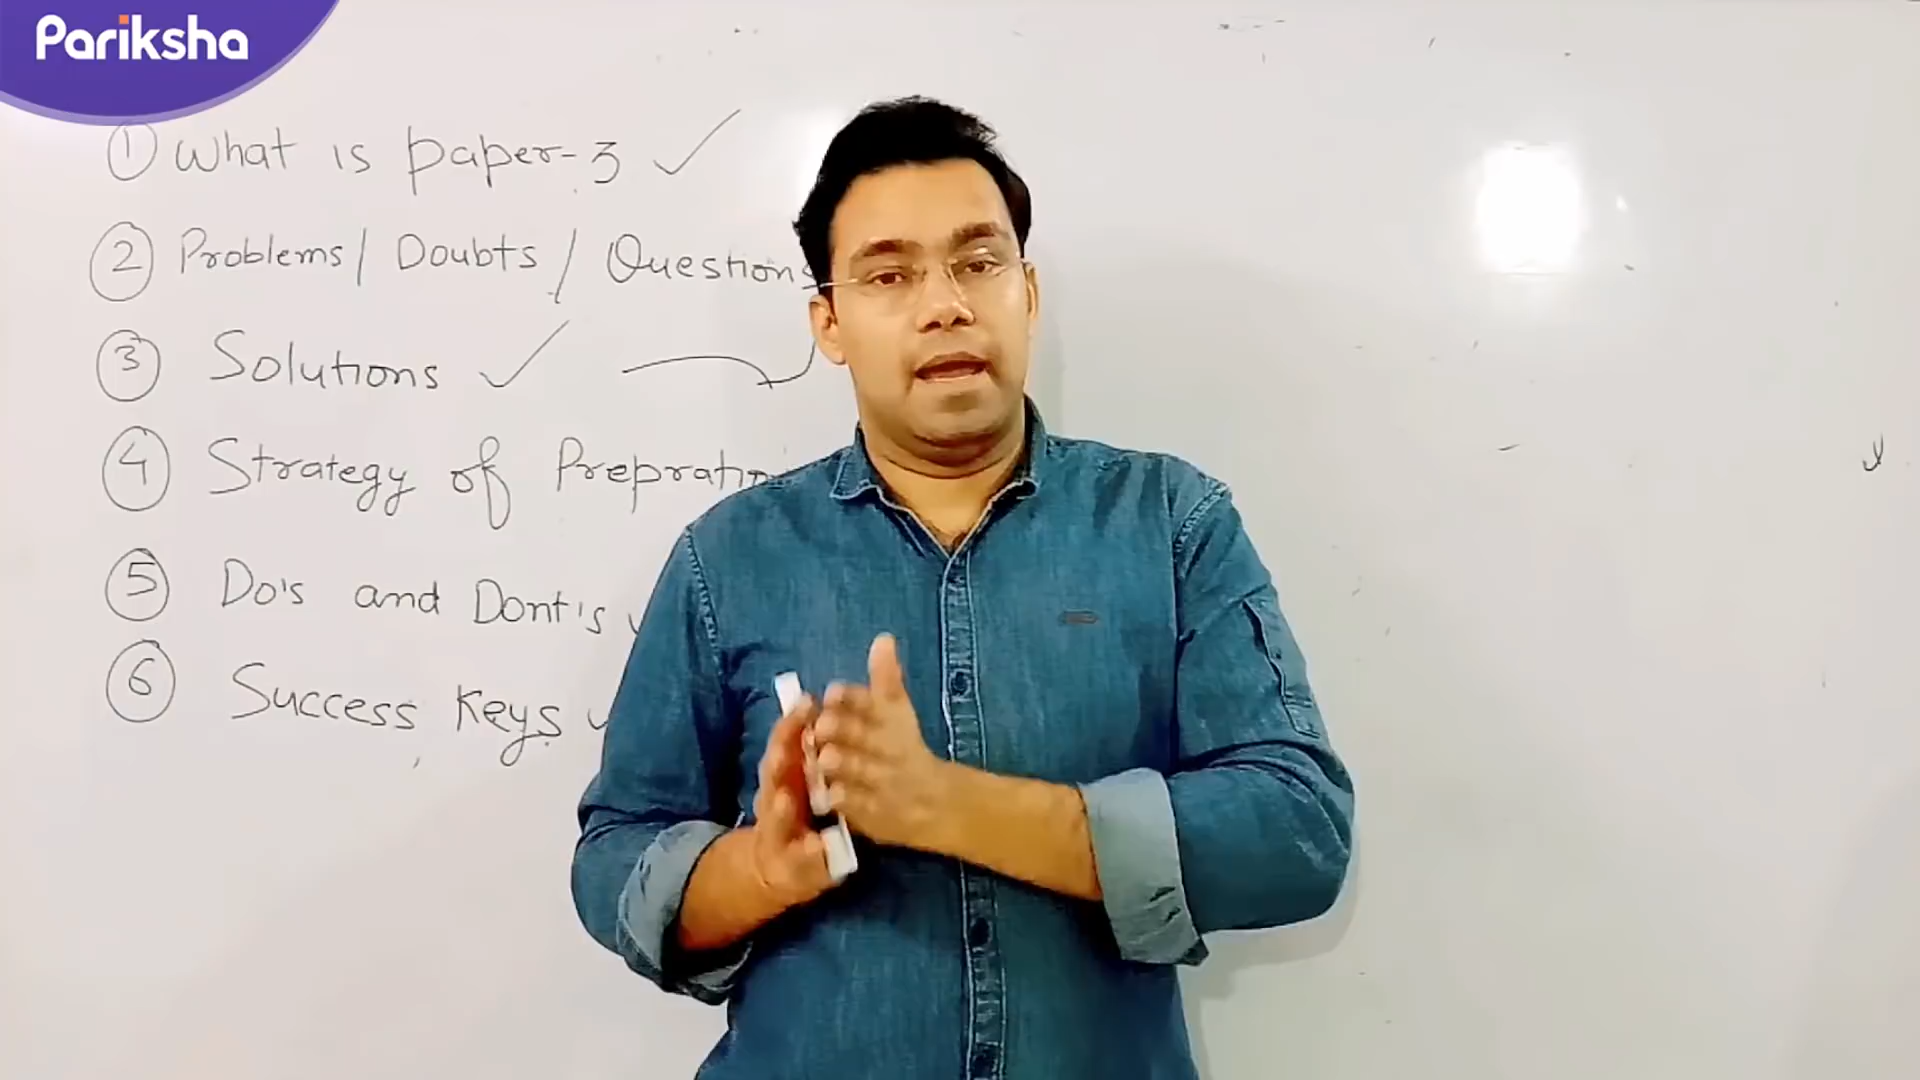 Pariksha
① What is paper-3 ✓
② Problems/ Doubts / Questions
③ Solutions ✓
④ Strategy of Prepratio
⑤ Do's and Dont's
⑥ Success Keys